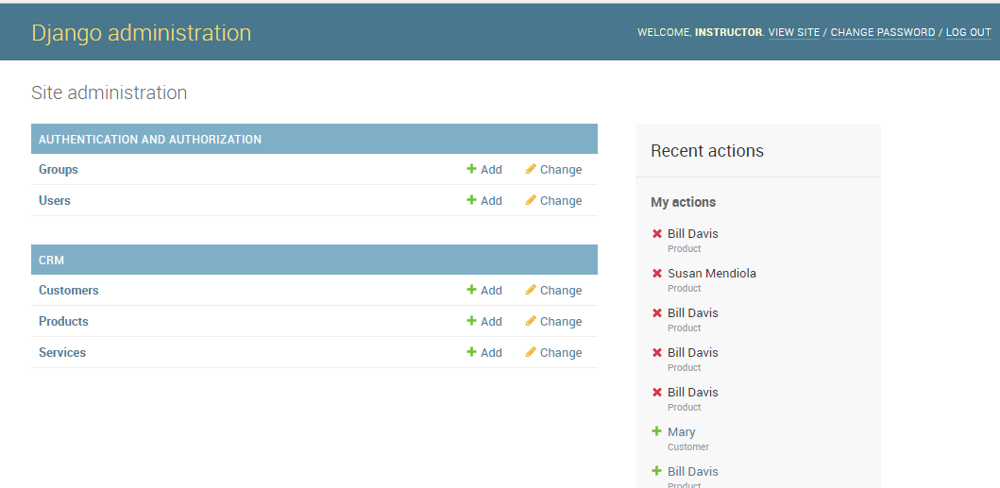 Django administration
WELCOME, INSTRUCTOR. VIEW SITE / CHANGE PASSWORD / LOG OUT
Site administration
AUTHENTICATION AND AUTHORIZATION
Groups Add Change
Users Add Change
CRM
Customers Add Change
Products Add Change
Services Add Change
Recent actions
My actions
Bill Davis
Product
Susan Mendiola
Product
Bill Davis
Product
Bill Davis
Product
Bill Davis
Product
Mary
Customer
Bill Davis
Product